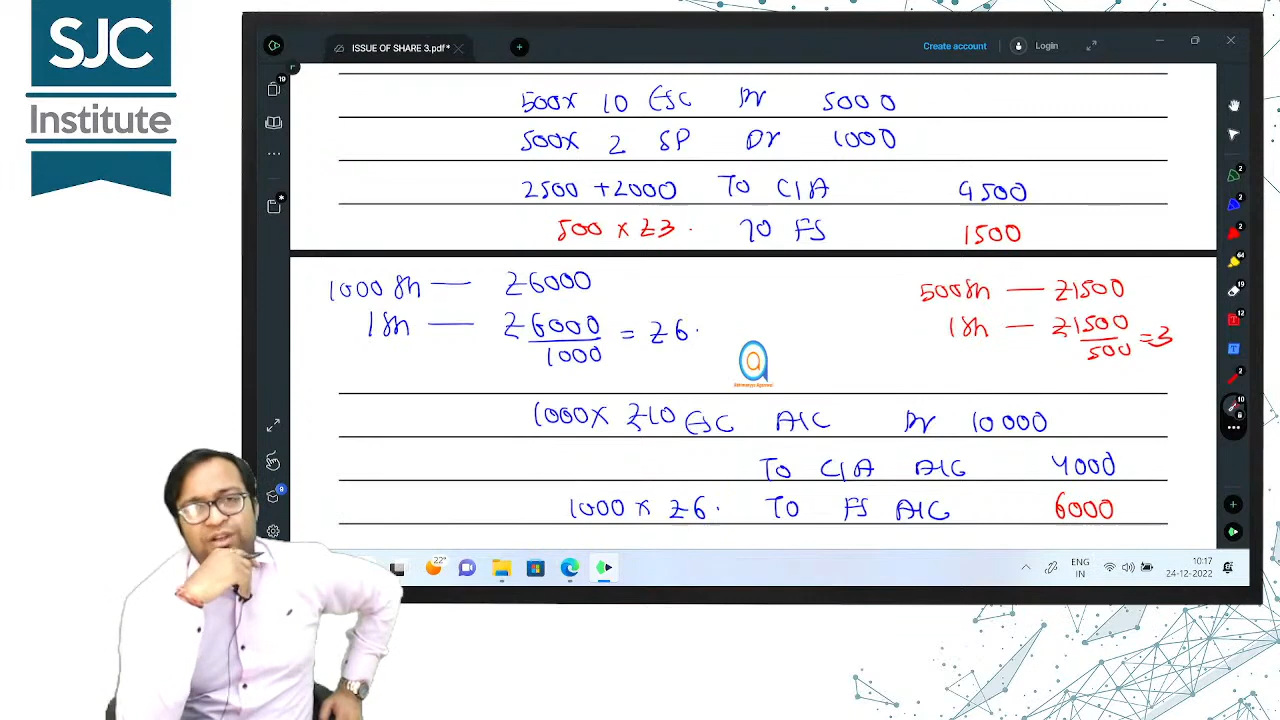 SJC
Institute
ISSUE OF SHARE 3.pdf*
Create account
Login
500x 10 ESC Dr 5000
500x 2 SP Dr 1000
2500 + 2000 To CIA 4500
500 x ₹3. To FS 1500
1000 Sh — ₹6000
1 Sh — ₹6000/1000 = ₹6.
500 Sh — ₹1500
1 Sh — ₹1500/500 = 3
1000x ₹10 ESC A/C Dr 10000
To CIA A/C 4000
1000 x ₹6. To FS A/C 6000
22°
ENG
IN
10:17
24-12-2022